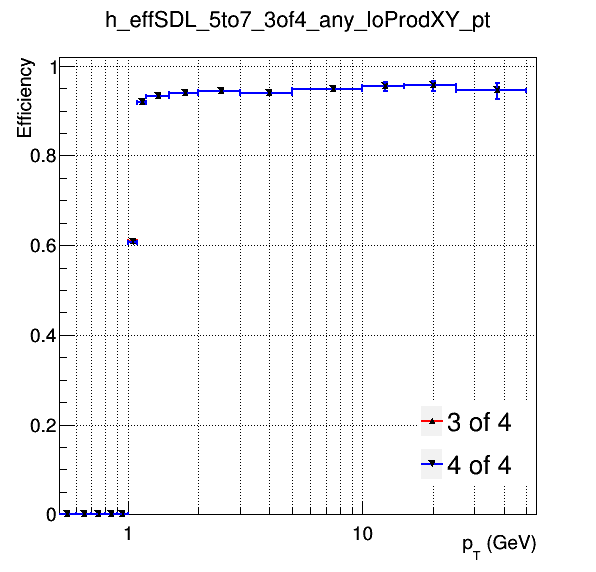 h_effSDL_5to7_3of4_any_loProdXY_pt
Efficiency
1
0.8
0.6
0.4
0.2
0
3 of 4
4 of 4
1
10
p_T (GeV)